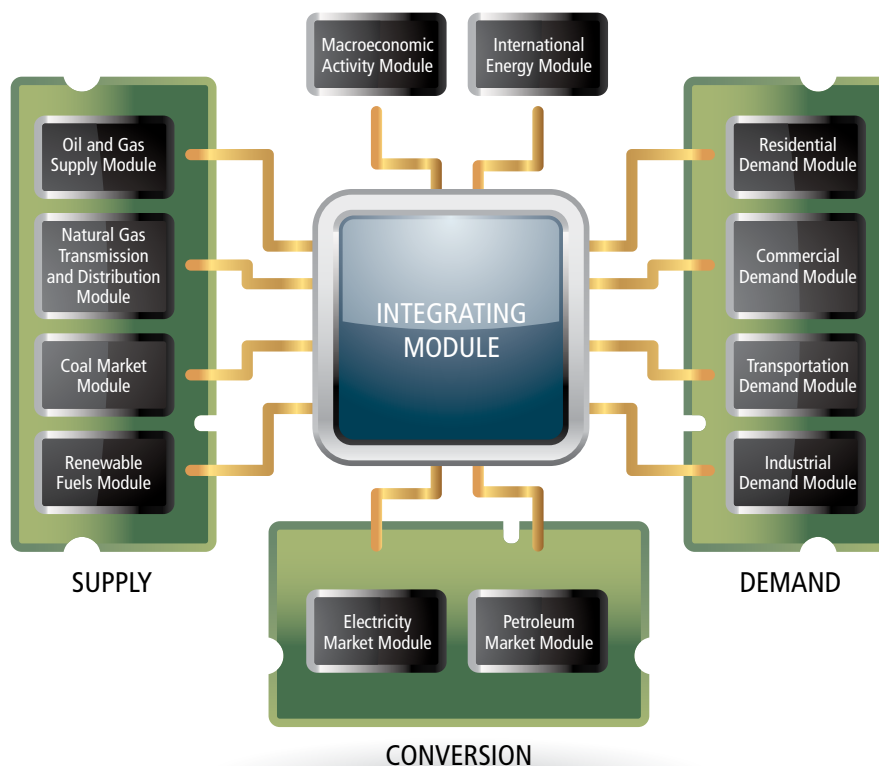 Macroeconomic
Activity Module
International
Energy Module
Oil and Gas
Supply Module
Natural Gas
Transmission
and Distribution
Module
Coal Market
Module
Renewable
Fuels Module
SUPPLY
INTEGRATING
MODULE
Residential
Demand Module
Commercial
Demand Module
Transportation
Demand Module
Industrial
Demand Module
DEMAND
Electricity
Market Module
Petroleum
Market Module
CONVERSION